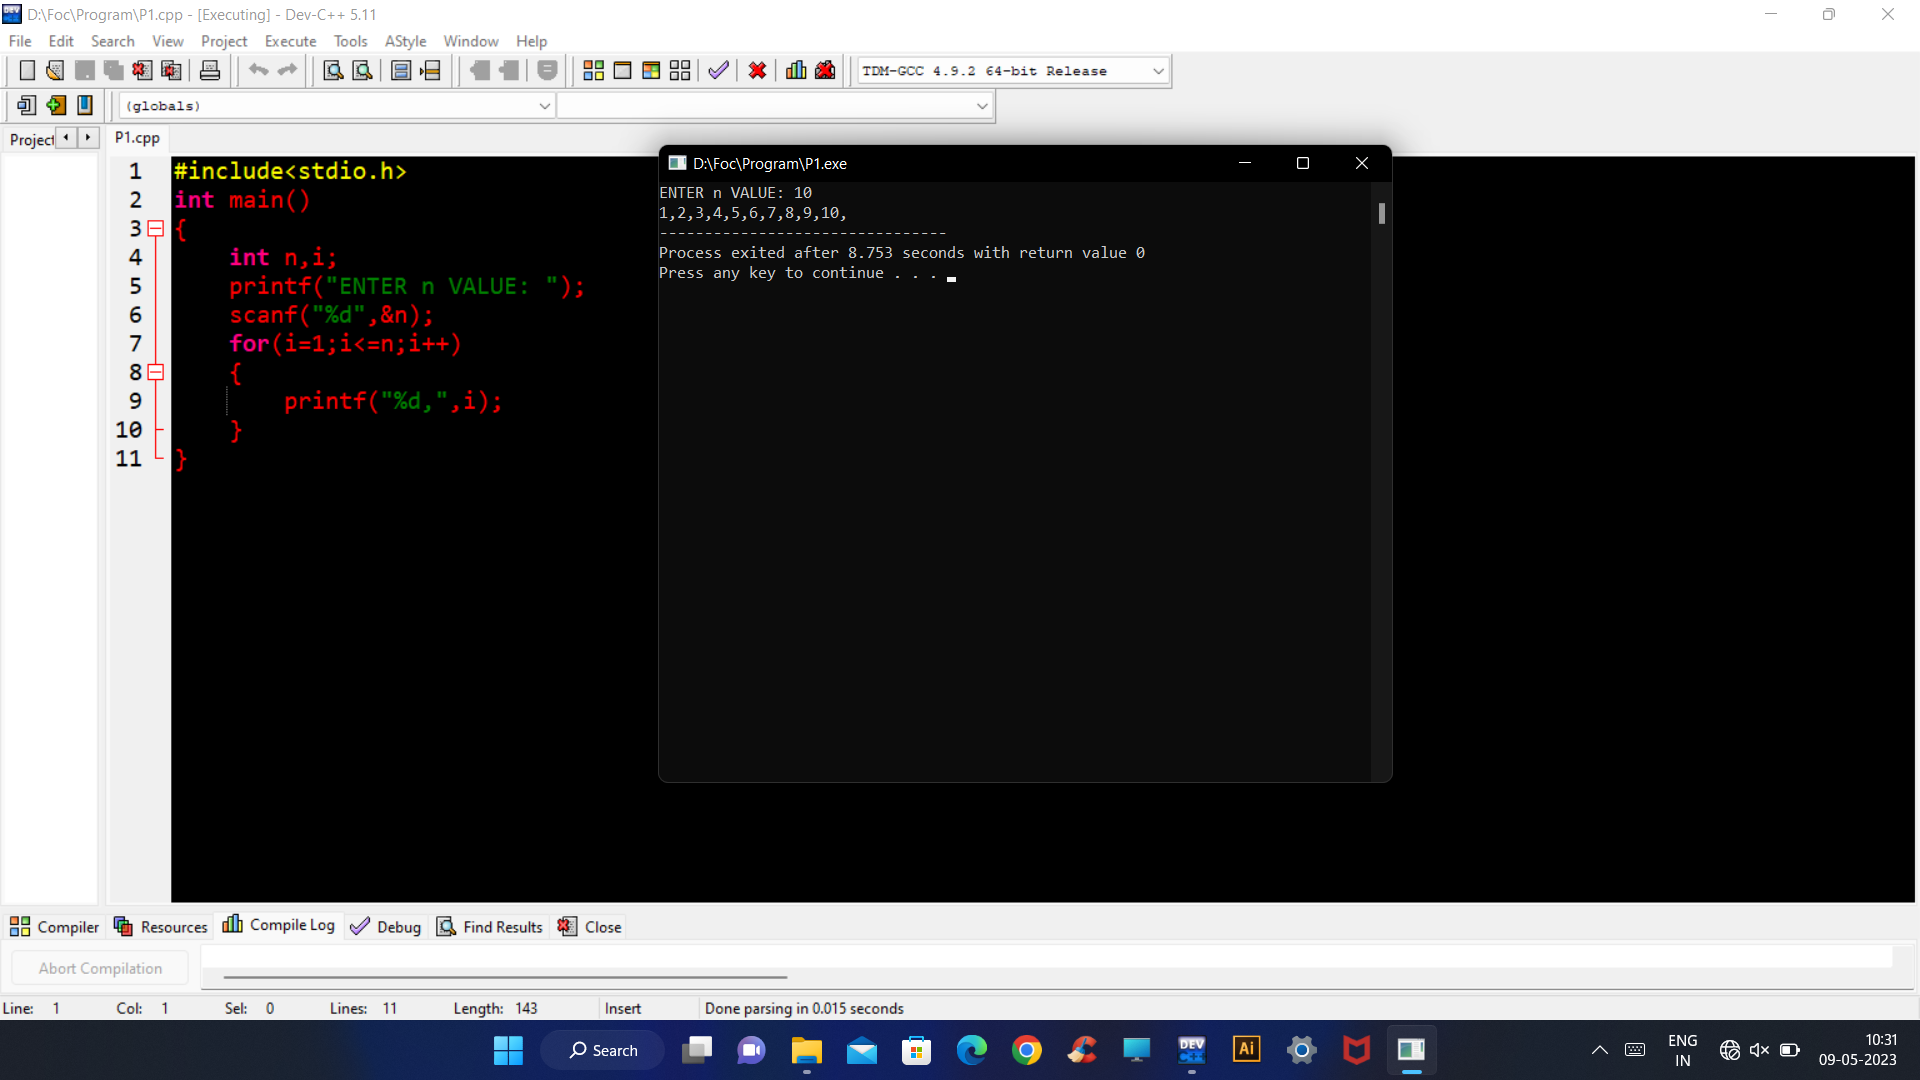 D:\Foc\Program\P1.cpp - [Executing] - Dev-C++ 5.11
File Edit Search View Project Execute Tools AStyle Window Help
TDM-GCC 4.9.2 64-bit Release
(globals)
Project P1.cpp
1 #include<stdio.h>
2 int main()
3 {
4 int n,i;
5 printf("ENTER n VALUE: ");
6 scanf("%d",&n);
7 for(i=1;i<=n;i++)
8 {
9 printf("%d,",i);
10 }
11 }
D:\Foc\Program\P1.exe
ENTER n VALUE: 10
1,2,3,4,5,6,7,8,9,10,
--------------------------------
Process exited after 8.753 seconds with return value 0
Press any key to continue . . .
Compiler Resources Compile Log Debug Find Results Close
Abort Compilation
Line: 1 Col: 1 Sel: 0 Lines: 11 Length: 143 Insert Done parsing in 0.015 seconds
Search
DEV C++
Ai
ENG
IN
10:31
09-05-2023